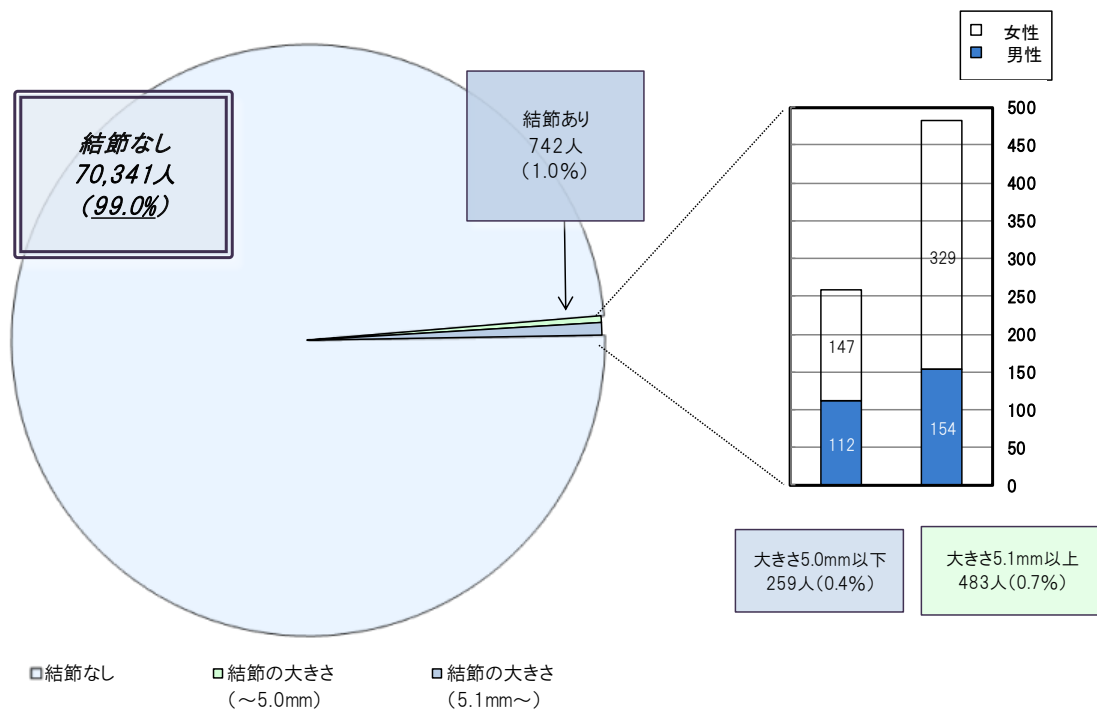 女性
男性
結節なし
70,341人
(99.0%)
結節あり
742人
(1.0%)
500
450
400
350
300
250
200
150
100
50
0
329
147
154
112
大きさ5.0mm以下
259人(0.4%)
大きさ5.1mm以上
483人(0.7%)
結節なし
結節の大きさ
(～5.0mm)
結節の大きさ
(5.1mm～)